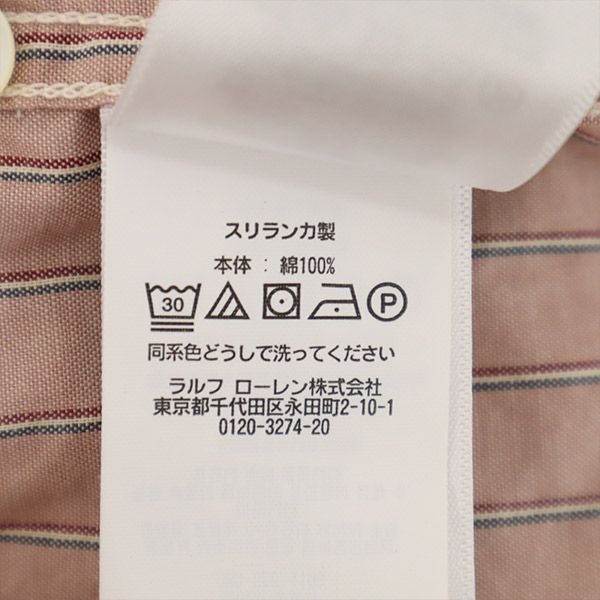 スリランカ製
本体 : 綿100%
30 P
同系色どうしで洗ってください
ラルフ ローレン株式会社
東京都千代田区永田町2-10-1
0120-3274-20